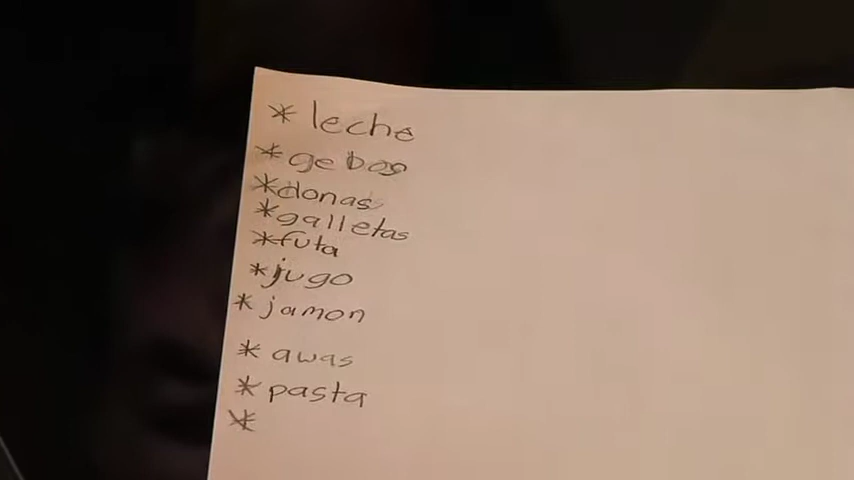 * leche
* gebos
* donas
* galletas
* futa
* jugo
* jamon
* awas
* pasta
*